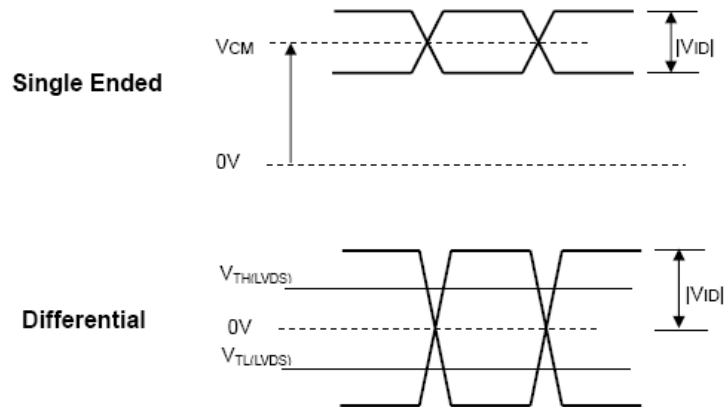 VCM
|VID|
Single Ended
0V
VTH(LVDS)
|VID|
Differential
0V
VTL(LVDS)